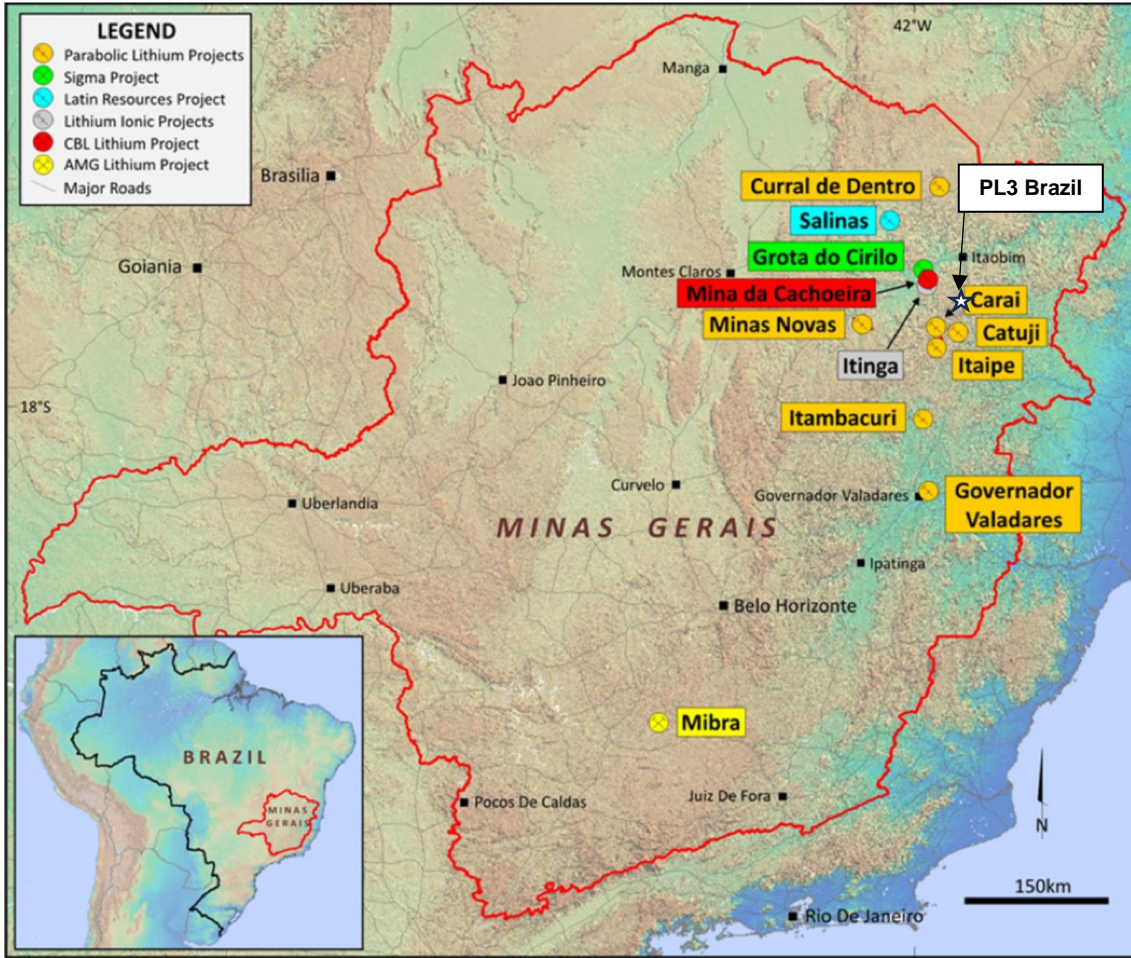 LEGEND
Parabolic Lithium Projects
Sigma Project
Latin Resources Project
Lithium Ionic Projects
CBL Lithium Project
AMG Lithium Project
Major Roads
42°W
Manga
Brasilia
Curral de Dentro
PL3 Brazil
Salinas
Goiania
Grota do Cirilo
Itaobim
Montes Claros
Mina da Cachoeira
Carai
Minas Novas
Catuji
Itinga
Itaipe
Joao Pinheiro
18°S
Itambacuri
Curvelo
Governador Valadares
Governador
Valadares
Uberlandia
MINAS GERAIS
Ipatinga
Uberaba
Belo Horizonte
Mibra
BRAZIL
MINAS
GERAIS
Pocos De Caldas
Juiz De Fora
N
150km
Rio De Janeiro